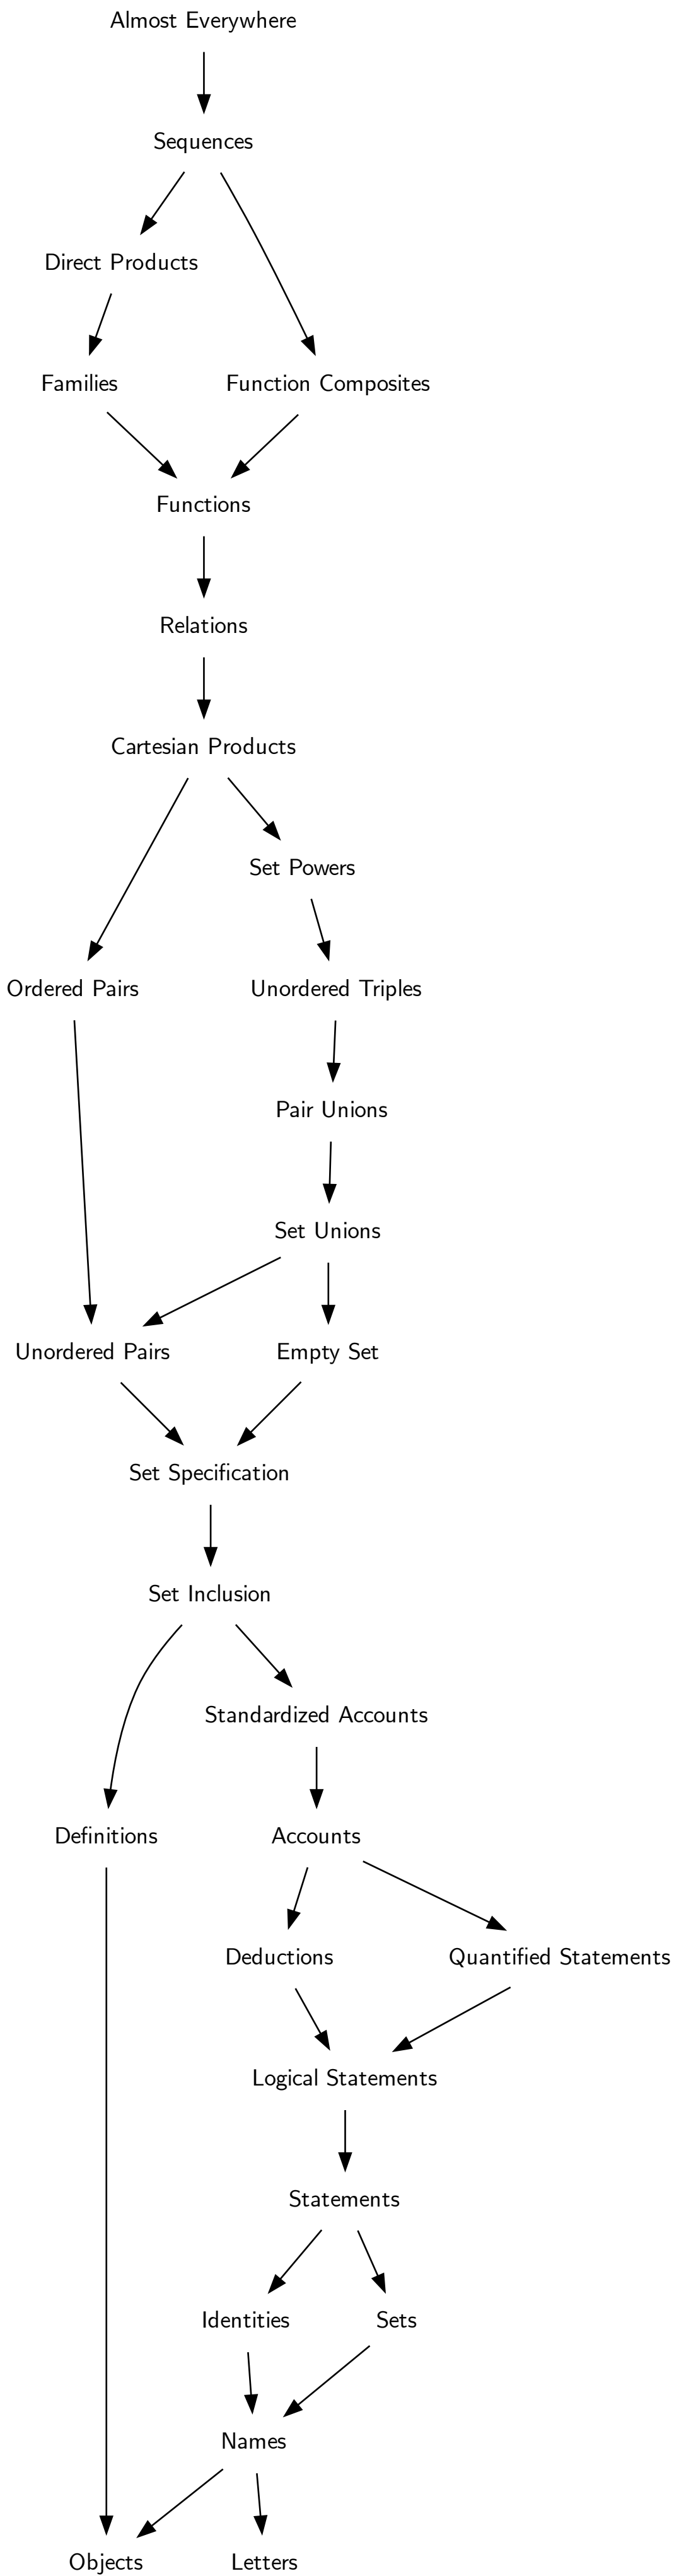 Almost Everywhere
Sequences
Direct Products
Families
Function Composites
Functions
Relations
Cartesian Products
Set Powers
Ordered Pairs
Unordered Triples
Pair Unions
Set Unions
Unordered Pairs
Empty Set
Set Specification
Set Inclusion
Standardized Accounts
Definitions
Accounts
Deductions
Quantified Statements
Logical Statements
Statements
Identities
Sets
Names
Objects
Letters